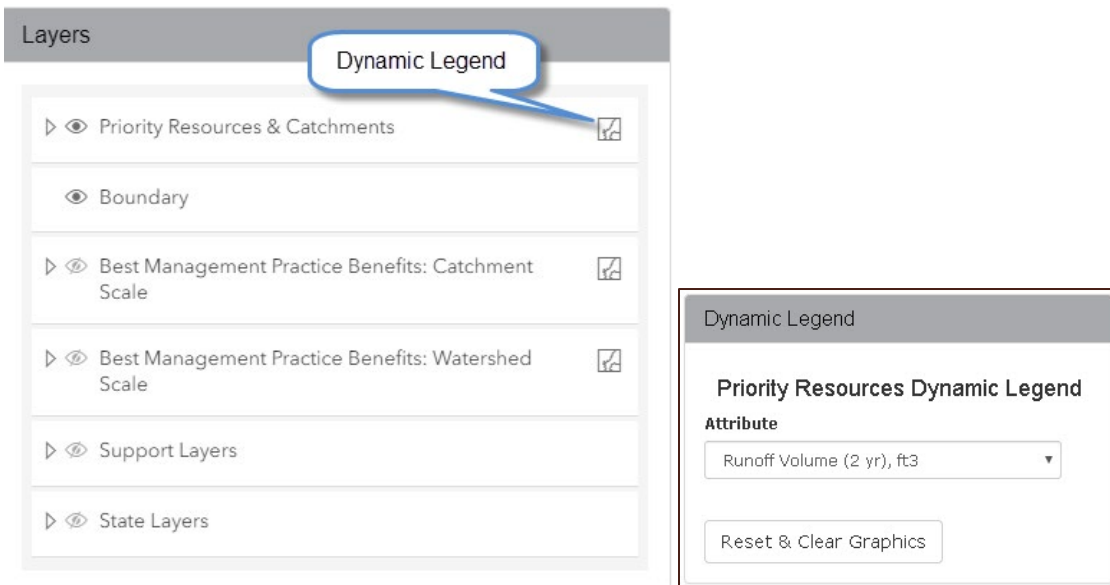 Layers
Dynamic Legend
Priority Resources & Catchments
Boundary
Best Management Practice Benefits: Catchment
Scale
Best Management Practice Benefits: Watershed
Scale
Support Layers
State Layers
Dynamic Legend
Priority Resources Dynamic Legend
Attribute
Runoff Volume (2 yr), ft3
Reset & Clear Graphics